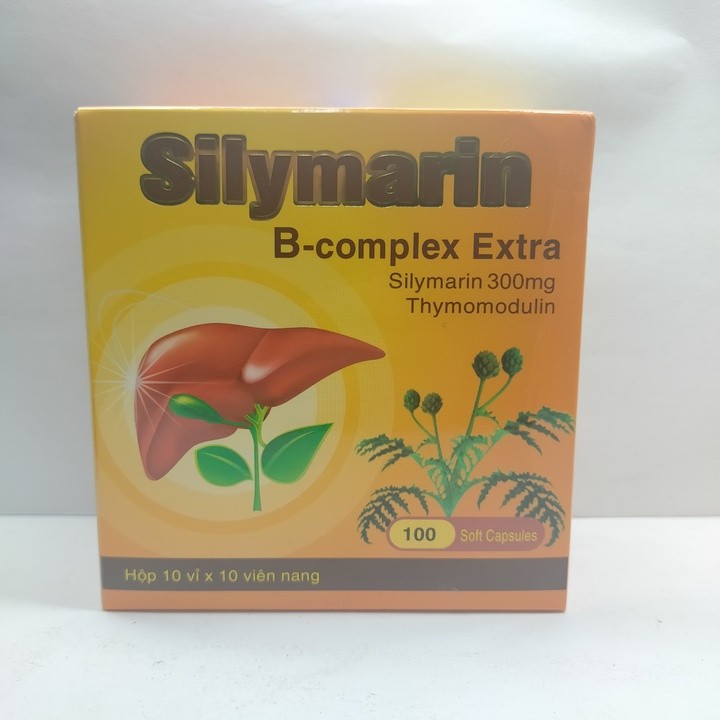 Silymarin
B-complex Extra
Silymarin 300mg
Thymomodulin
100 Soft Capsules
Hộp 10 vỉ x 10 viên nang